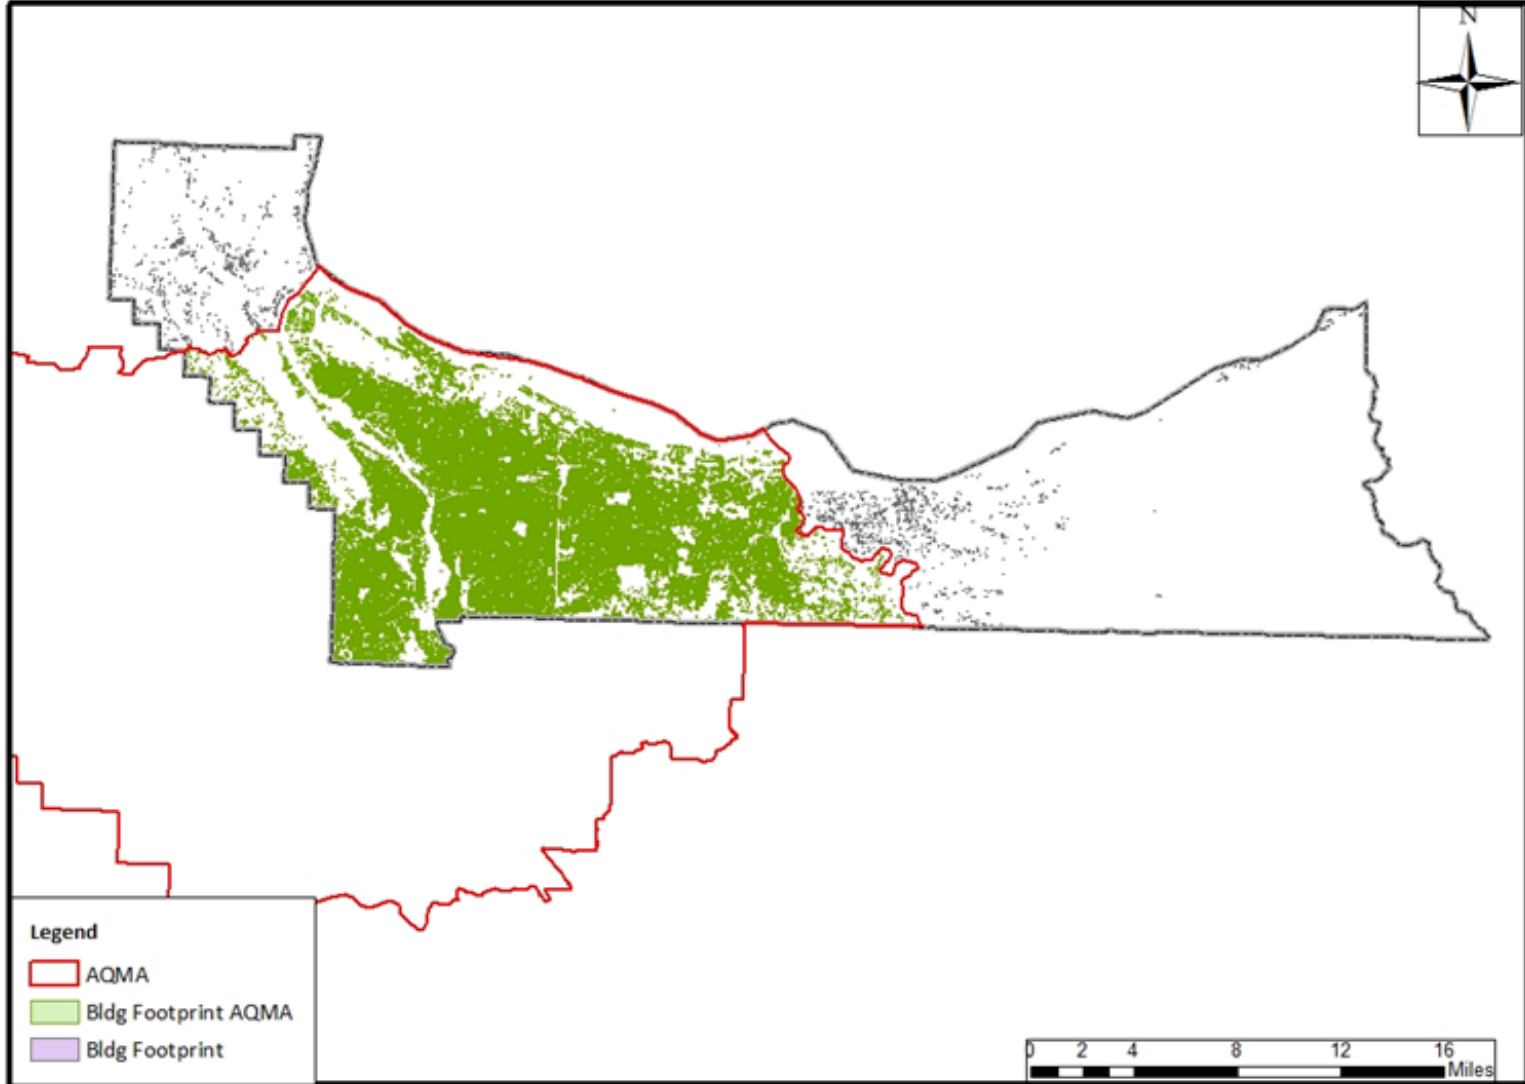 N
Legend
AQMA
Bldg Footprint AQMA
Bldg Footprint
0 2 4 8 12 16
Miles